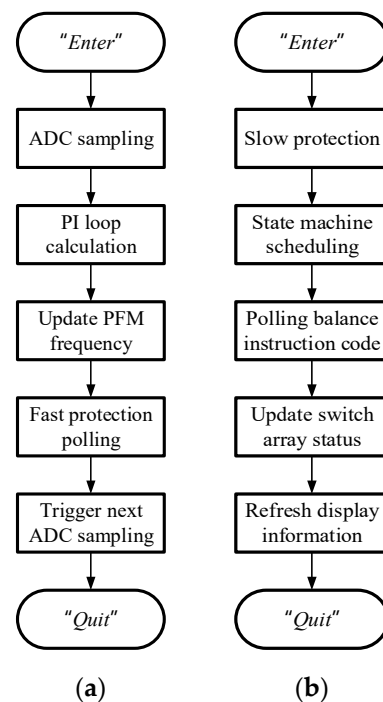 "Enter"
ADC sampling
PI loop
calculation
Update PFM
frequency
Fast protection
polling
Trigger next
ADC sampling
"Quit"
(a)
"Enter"
Slow protection
State machine
scheduling
Polling balance
instruction code
Update switch
array status
Refresh display
information
"Quit"
(b)